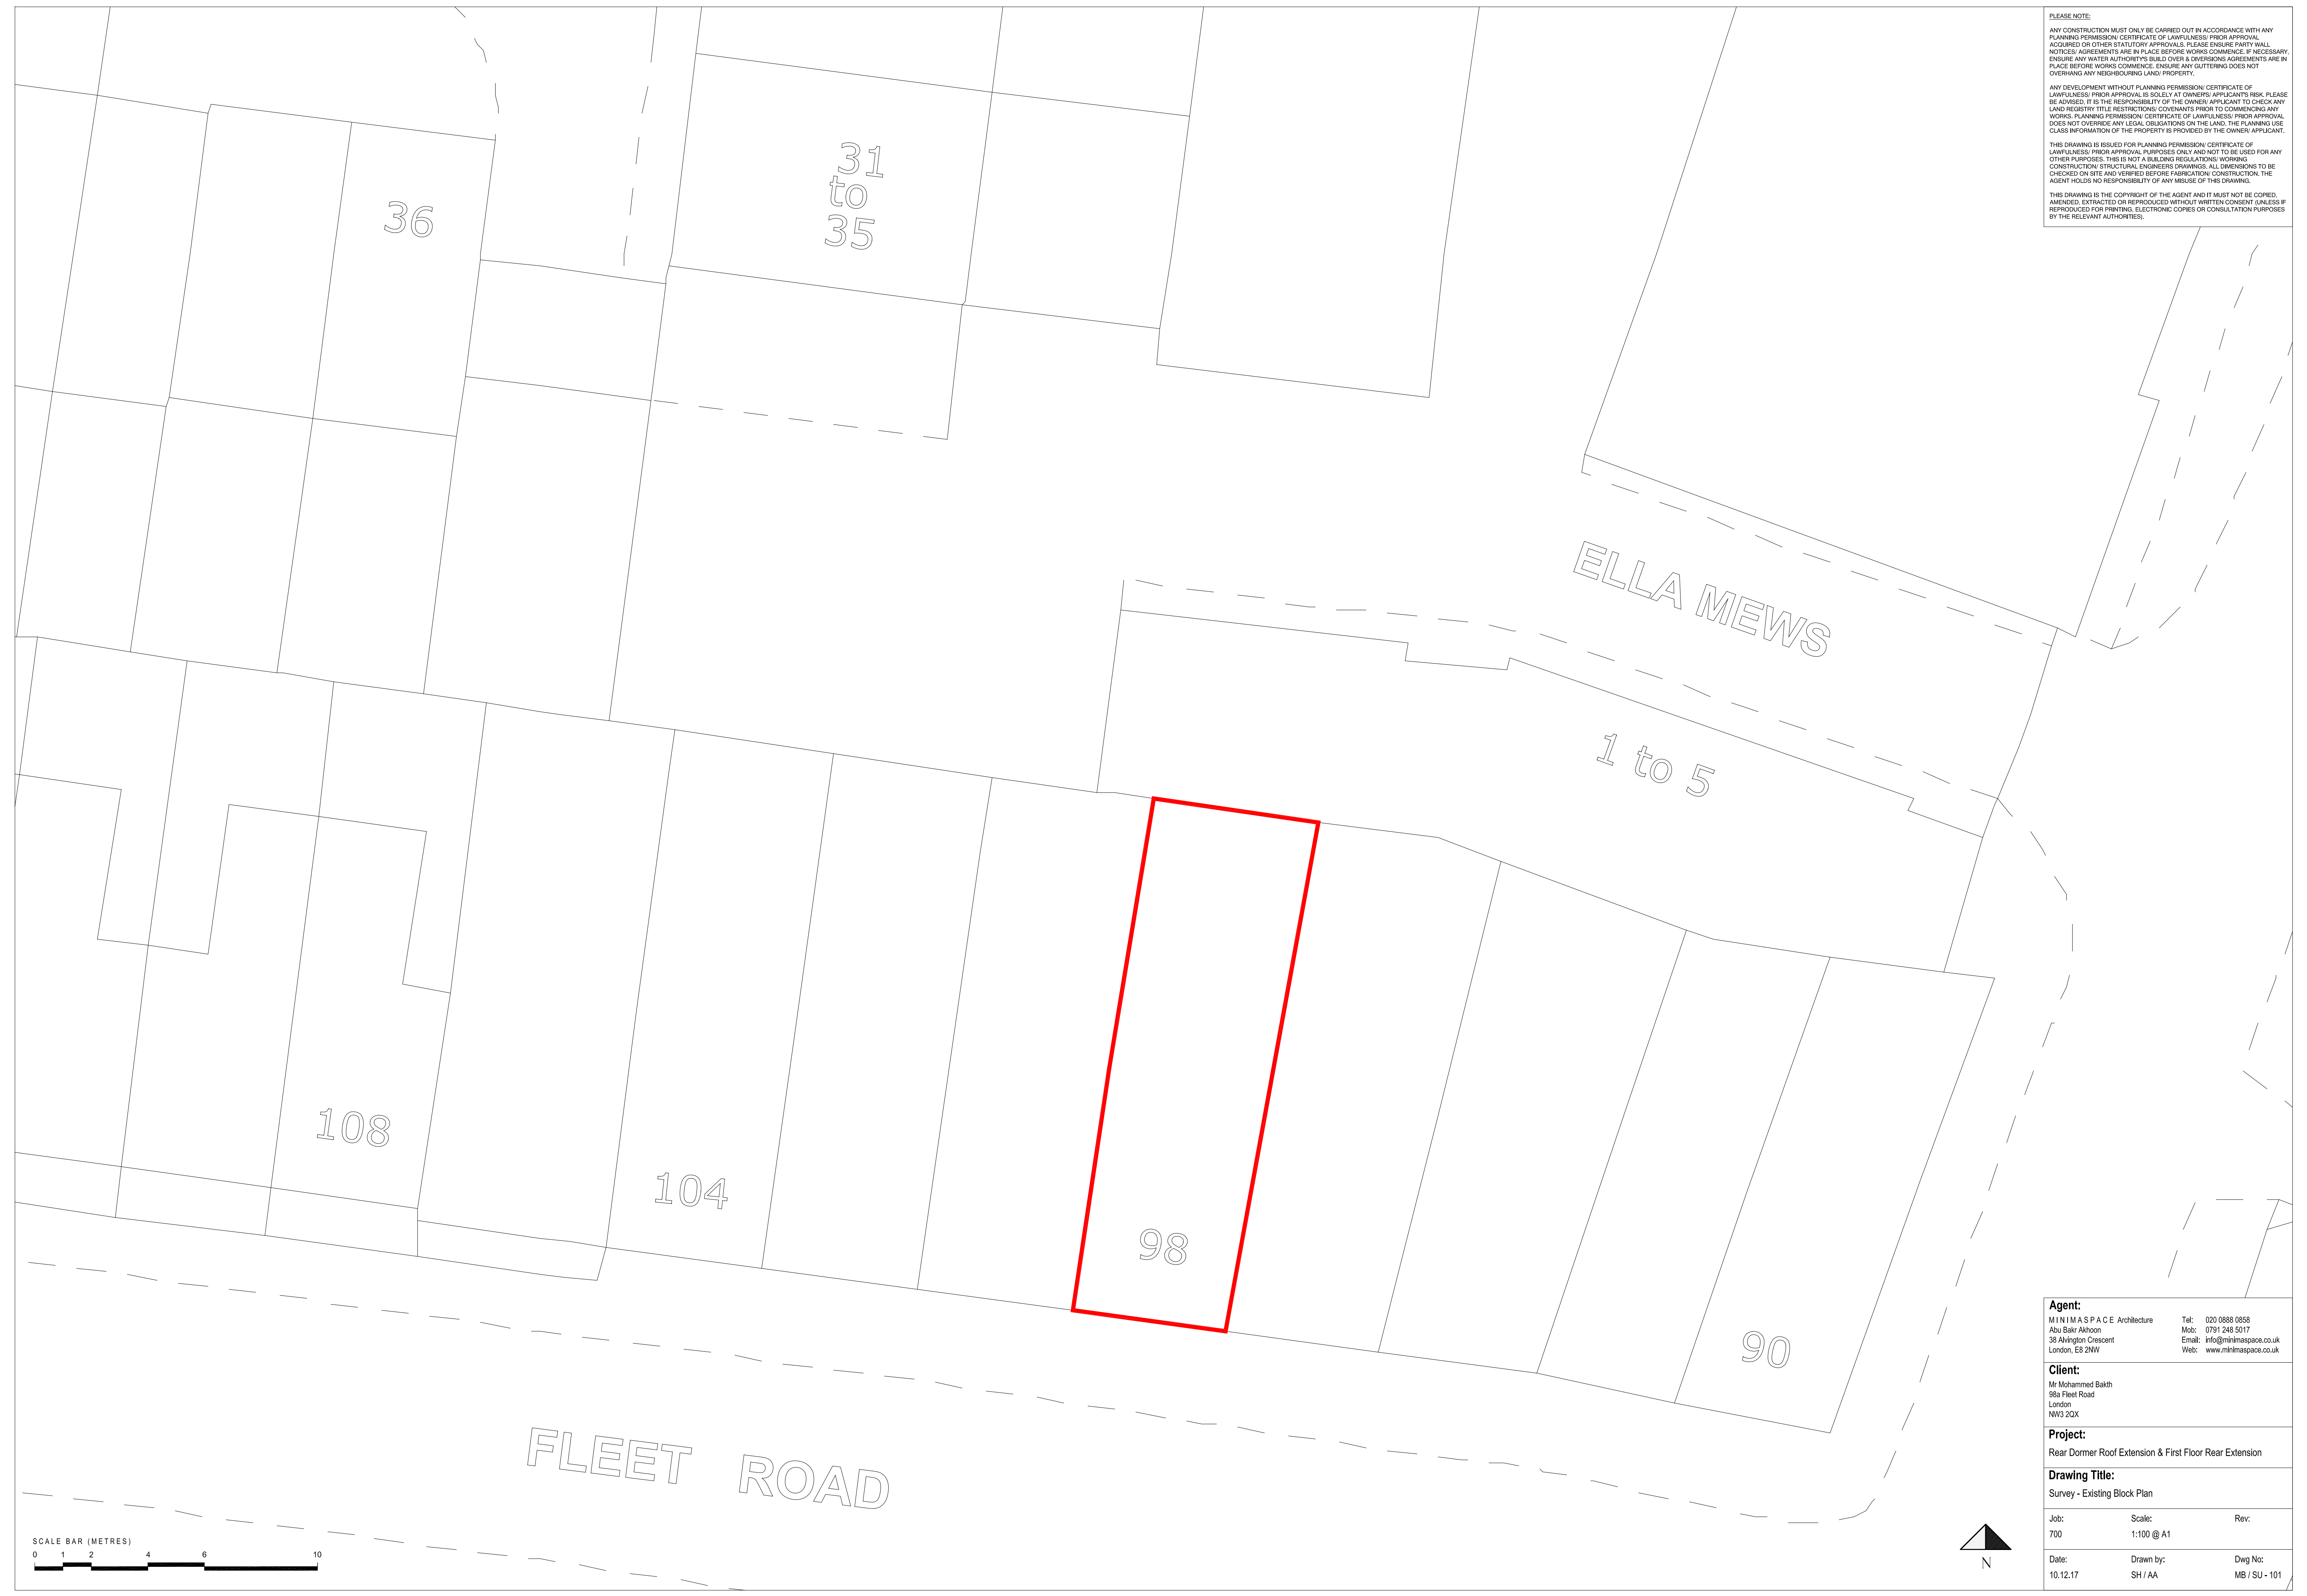 PLEASE NOTE:
ANY CONSTRUCTION MUST ONLY BE CARRIED OUT IN ACCORDANCE WITH ANY
PLANNING PERMISSION/ CERTIFICATE OF LAWFULNESS/ PRIOR APPROVAL
ACQUIRED OR OTHER STATUTORY APPROVALS. PLEASE ENSURE PARTY WALL
NOTICES/ AGREEMENTS ARE IN PLACE BEFORE WORKS COMMENCE. IF NECESSARY,
ENSURE ANY WATER AUTHORITY'S BUILD OVER & DIVERSIONS AGREEMENTS ARE IN
PLACE BEFORE WORKS COMMENCE. ENSURE ANY GUTTERING DOES NOT
OVERHANG ANY NEIGHBOURING LAND/ PROPERTY.
ANY DEVELOPMENT WITHOUT PLANNING PERMISSION/ CERTIFICATE OF
LAWFULNESS/ PRIOR APPROVAL IS SOLELY AT OWNER'S/ APPLICANT'S RISK. PLEASE
BE ADVISED, IT IS THE RESPONSIBILITY OF THE OWNER/ APPLICANT TO CHECK ANY
LAND REGISTRY TITLE RESTRICTIONS/ COVENANTS PRIOR TO COMMENCING ANY
WORKS. PLANNING PERMISSION/ CERTIFICATE OF LAWFULNESS/ PRIOR APPROVAL
DOES NOT OVERRIDE ANY LEGAL OBLIGATIONS ON THE LAND. THE PLANNING USE
CLASS INFORMATION OF THE PROPERTY IS PROVIDED BY THE OWNER/ APPLICANT.
THIS DRAWING IS ISSUED FOR PLANNING PERMISSION/ CERTIFICATE OF
LAWFULNESS/ PRIOR APPROVAL PURPOSES ONLY AND NOT TO BE USED FOR ANY
OTHER PURPOSES. THIS IS NOT A BUILDING REGULATIONS/ WORKING
CONSTRUCTION/ STRUCTURAL ENGINEERS DRAWINGS. ALL DIMENSIONS TO BE
CHECKED ON SITE AND VERIFIED BEFORE FABRICATION/ CONSTRUCTION. THE
AGENT HOLDS NO RESPONSIBILITY OF ANY MISUSE OF THIS DRAWING.
THIS DRAWING IS THE COPYRIGHT OF THE AGENT AND IT MUST NOT BE COPIED,
AMENDED, EXTRACTED OR REPRODUCED WITHOUT WRITTEN CONSENT (UNLESS IF
REPRODUCED FOR PRINTING, ELECTRONIC COPIES OR CONSULTATION PURPOSES
BY THE RELEVANT AUTHORITIES).
31
to
35
36
ELLA MEWS
1 to 5
108
104
98
90
FLEET ROAD
SCALE BAR (METRES)
0 1 2 4 6 10
N
Agent:
MINIMASPACE Architecture Tel: 020 0888 0858
Abu Bakr Akhoon Mob: 0791 248 5017
38 Alvington Crescent Email: info@minimaspace.co.uk
London, E8 2NW Web: www.minimaspace.co.uk
Client:
Mr Mohammed Bakth
98a Fleet Road
London
NW3 2QX
Project:
Rear Dormer Roof Extension & First Floor Rear Extension
Drawing Title:
Survey - Existing Block Plan
Job: Scale: Rev:
700 1:100 @ A1
Date: Drawn by: Dwg No:
10.12.17 SH / AA MB / SU - 101